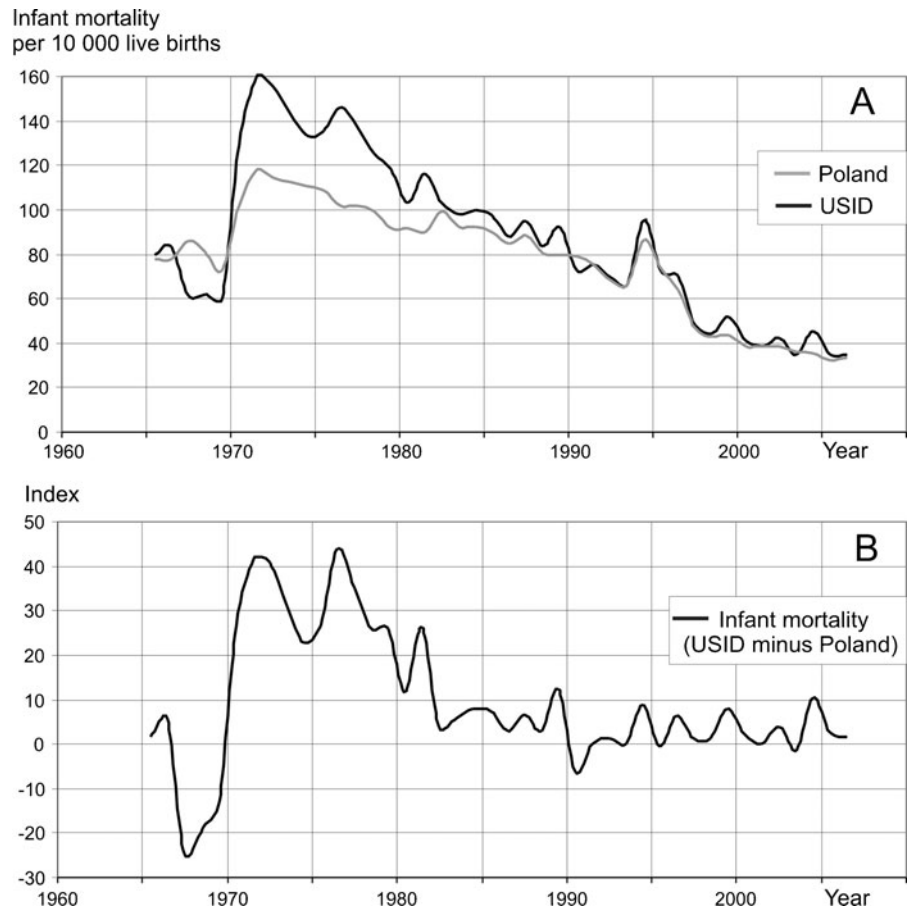 Infant mortality
per 10 000 live births
160
A
140
120
Poland
100
USID
80
60
40
20
0
1960 1970 1980 1990 2000 Year
Index
50
B
40
30
Infant mortality
(USID minus Poland)
20
10
0
-10
-20
-30
1960 1970 1980 1990 2000 Year